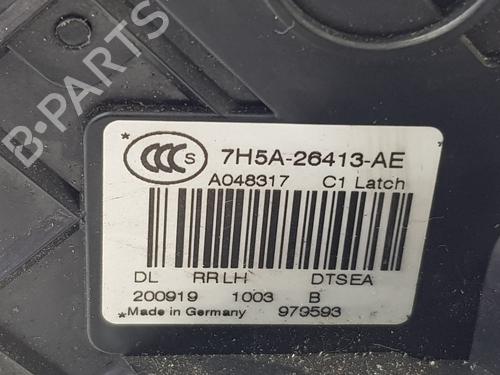 B-PARTS
CCC S 7H5A-26413-AE
A048317 C1 Latch
DL RR LH DTSEA
200919 1003 B
* Made in Germany 979593 *